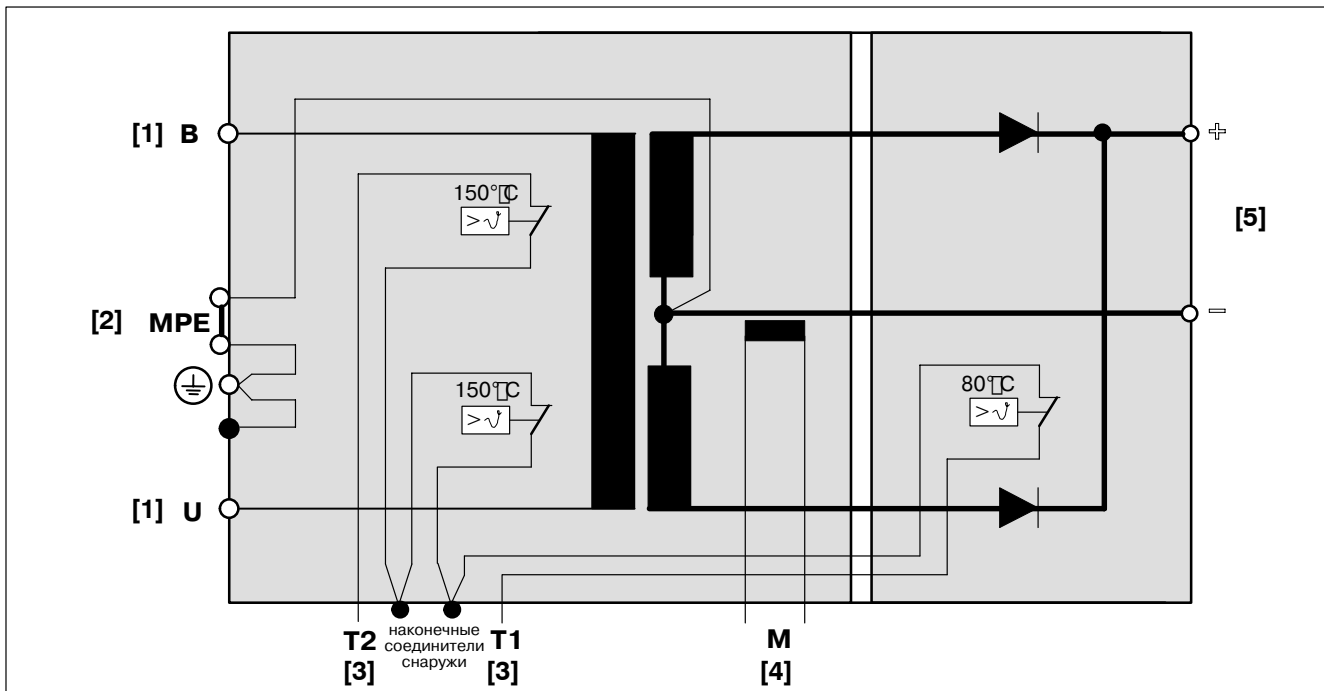 [1] B
150°C
> ϑ
+
[5]
[2] MPE
−
150°C
> ϑ
80°C
> ϑ
[1] U
T2
наконечные
соединители
снаружи
T1
M
[3]
[3]
[4]